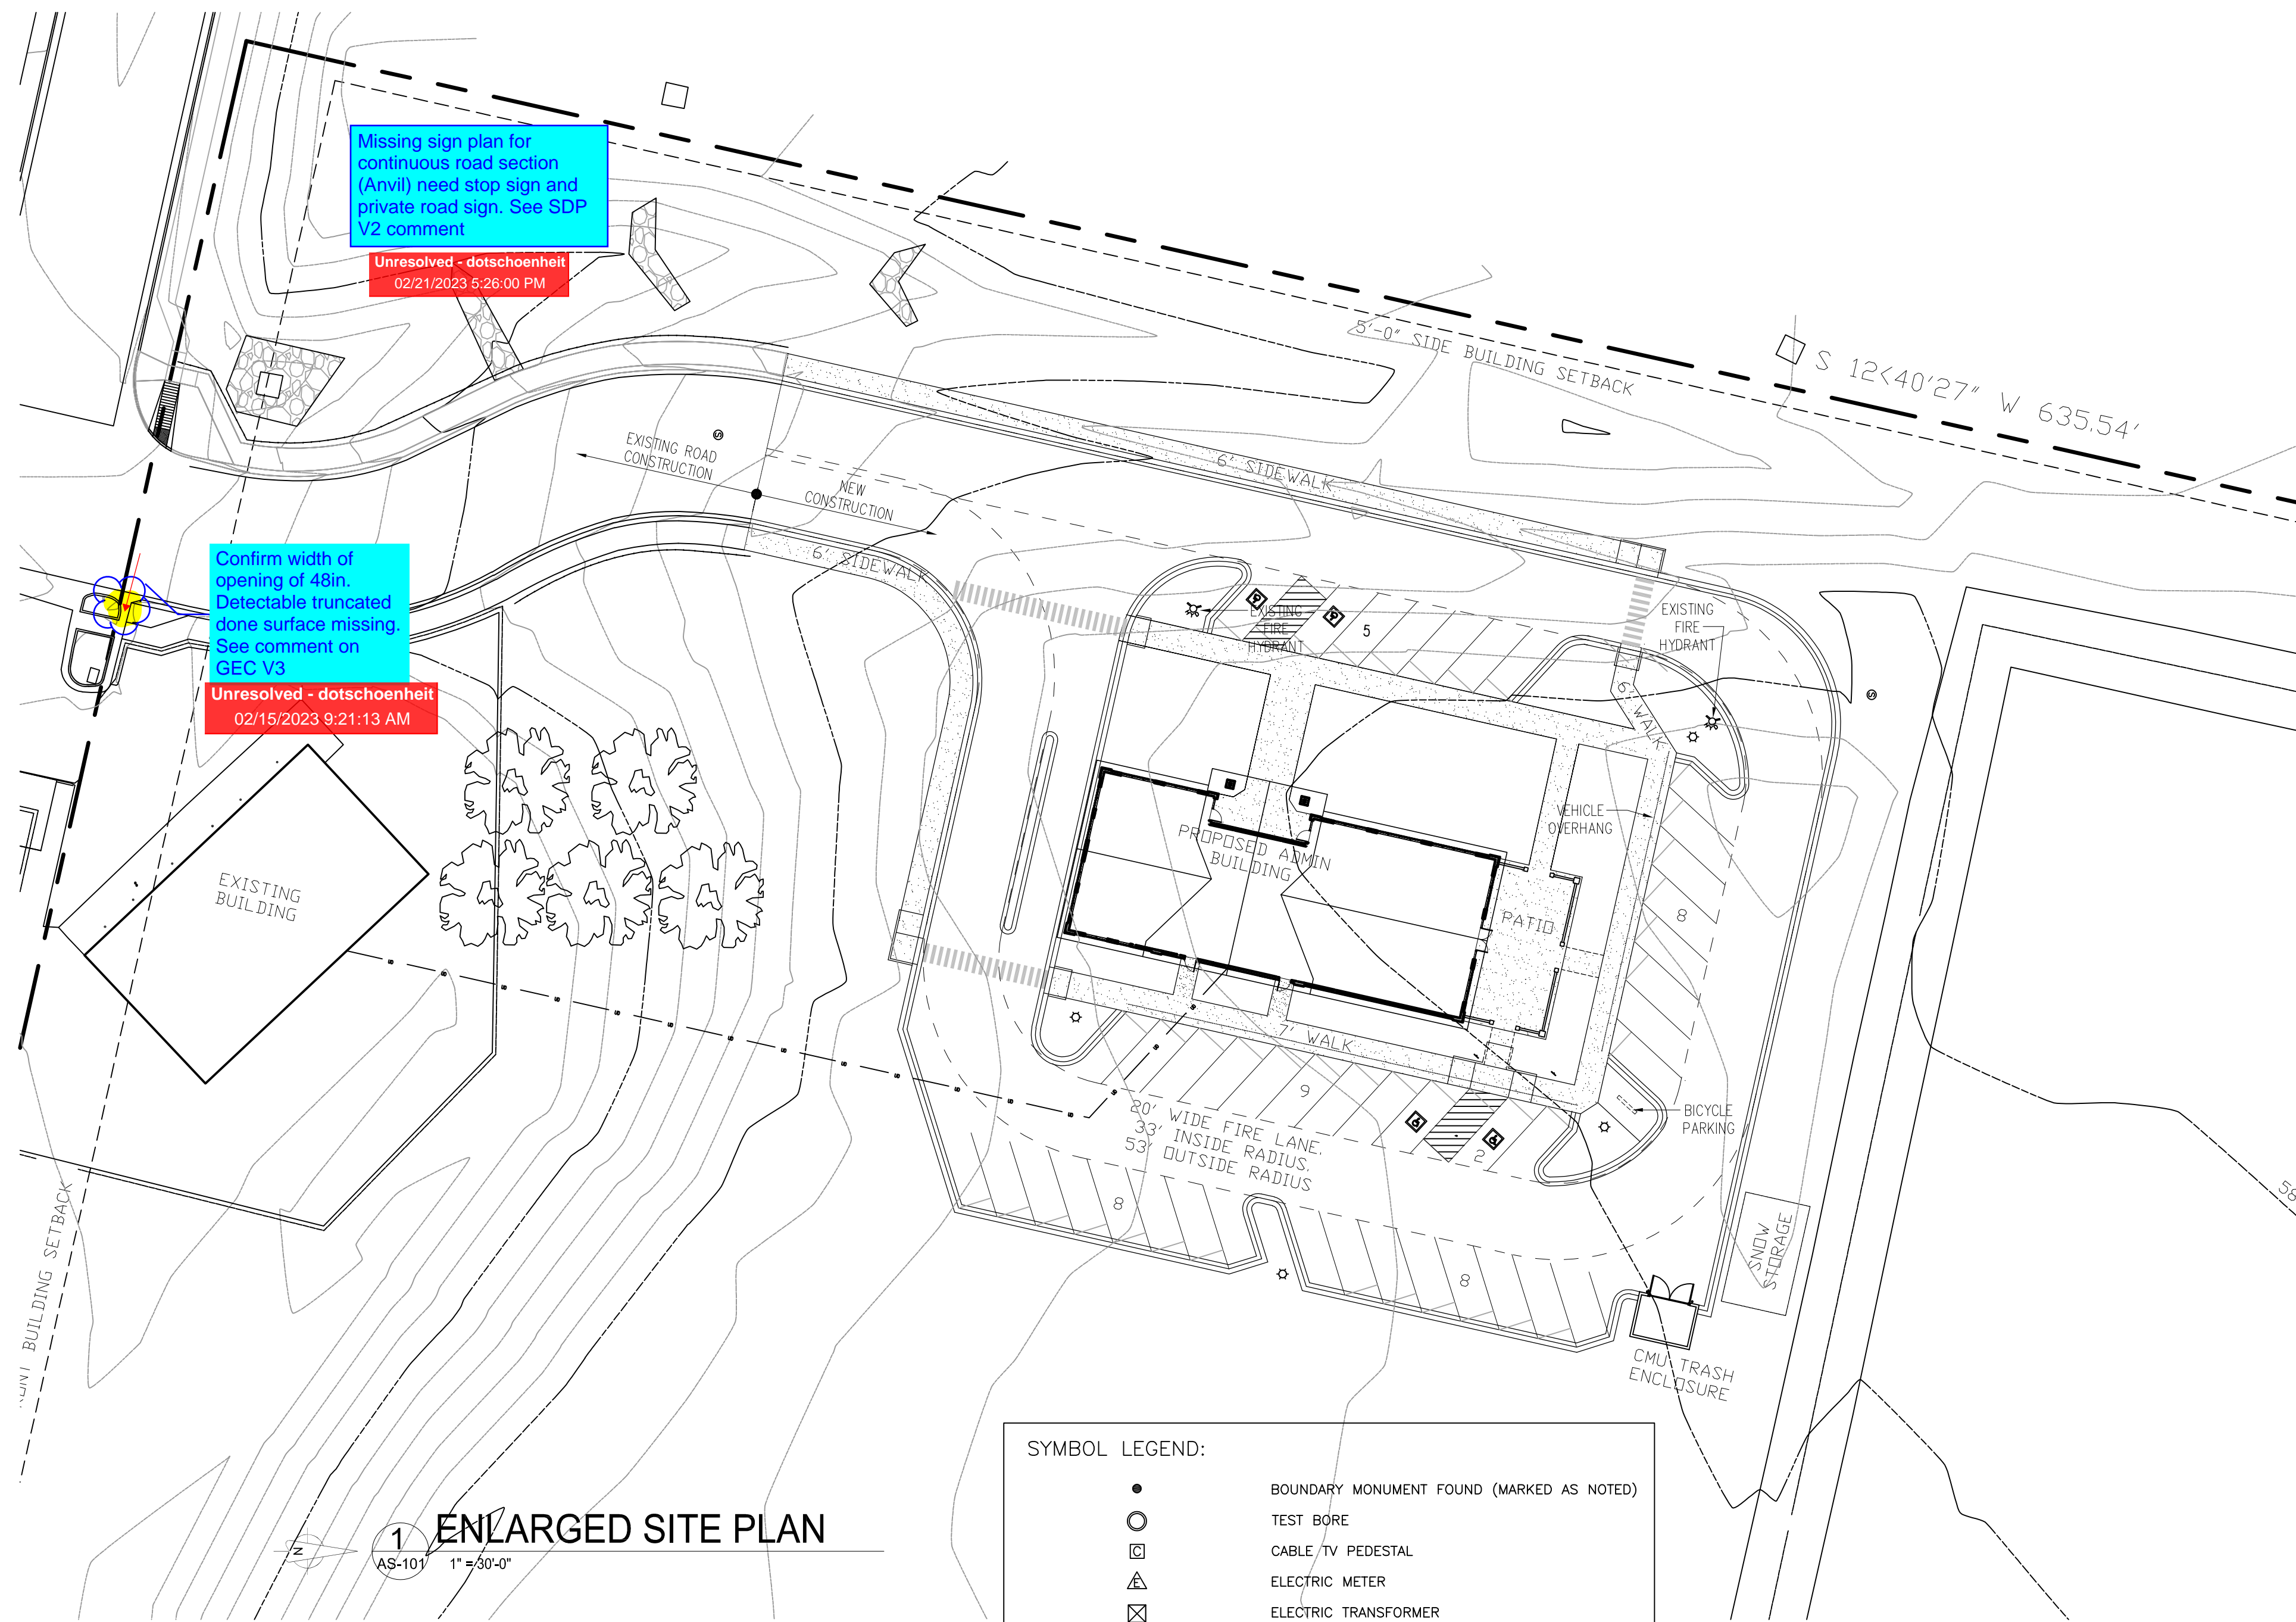 Missing sign plan for
continuous road section
(Anvil) need stop sign and
private road sign. See SDP
V2 comment
Unresolved - dotschoenheit
02/21/2023 5:26:00 PM
5'-0" SIDE BUILDING SETBACK
S 12<40'27" W 635.54'
EXISTING ROAD
CONSTRUCTION
NEW
CONSTRUCTION
6' SIDEWALK
6' SIDEWALK
Confirm width of
opening of 48in.
Detectable truncated
done surface missing.
See comment on
GEC V3
Unresolved - dotschoenheit
02/15/2023 9:21:13 AM
EXISTING
FIRE
HYDRANT
5
EXISTING
FIRE
HYDRANT
6' WALK
VEHICLE
OVERHANG
PROPOSED ADMIN
BUILDING
EXISTING
BUILDING
PATIO
8
7' WALK
9
2
BICYCLE
PARKING
20' WIDE FIRE LANE.
33' INSIDE RADIUS.
53' OUTSIDE RADIUS
8
8
SNOW
STORAGE
58
CMU TRASH
ENCLOSURE
BUILDING SETBACK
SYMBOL LEGEND:
BOUNDARY MONUMENT FOUND (MARKED AS NOTED)
TEST BORE
C CABLE TV PEDESTAL
E ELECTRIC METER
ELECTRIC TRANSFORMER
N
1 ENLARGED SITE PLAN
AS-101 1" = 30'-0"